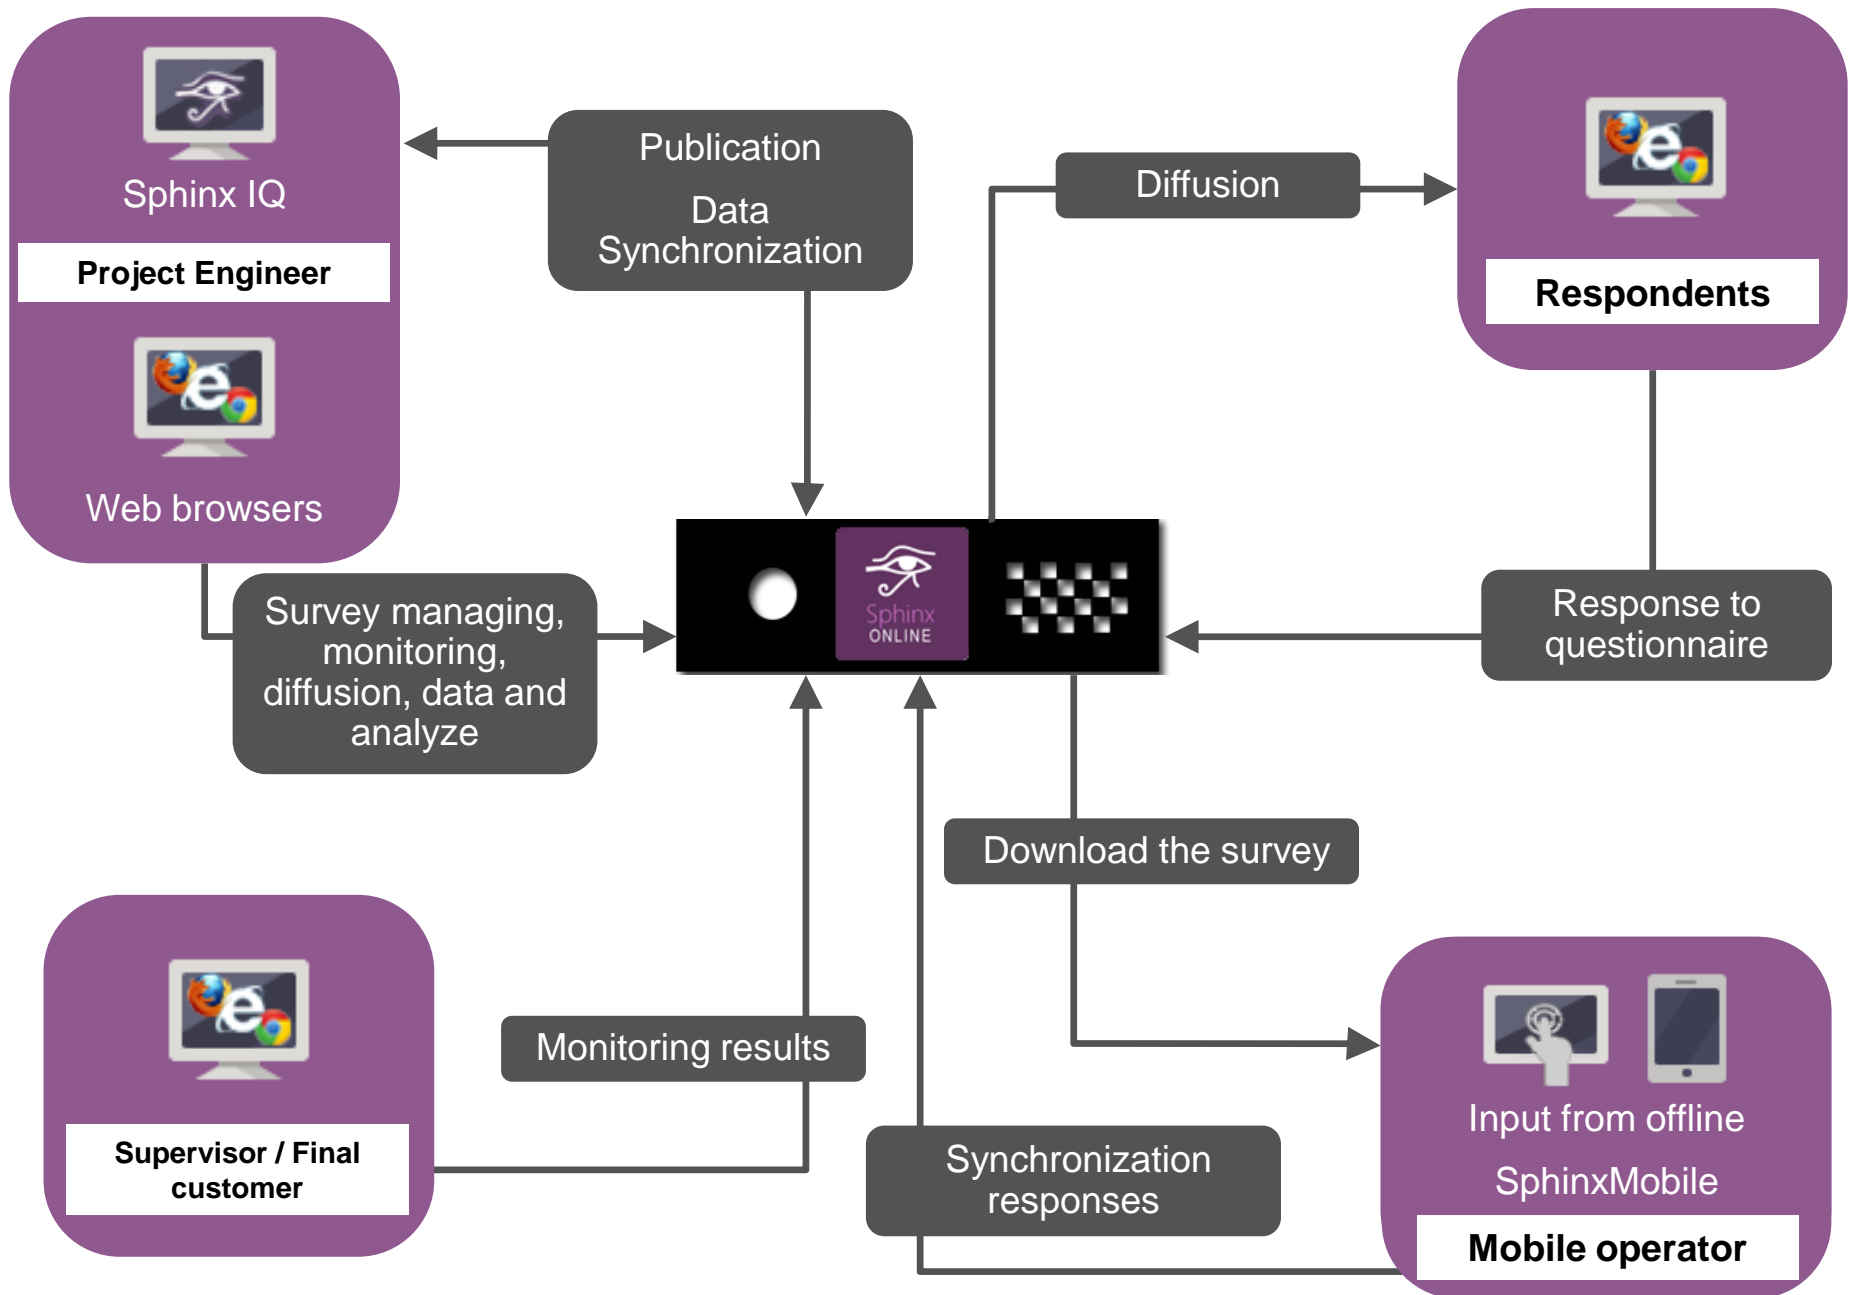 Sphinx IQ
Project Engineer
Web browsers
Publication
Data
Synchronization
Diffusion
Respondents
Survey managing,
monitoring,
diffusion, data and
analyze
Sphinx
ONLINE
Response to
questionnaire
Download the survey
Monitoring results
Supervisor / Final
customer
Synchronization
responses
Input from offline
SphinxMobile
Mobile operator